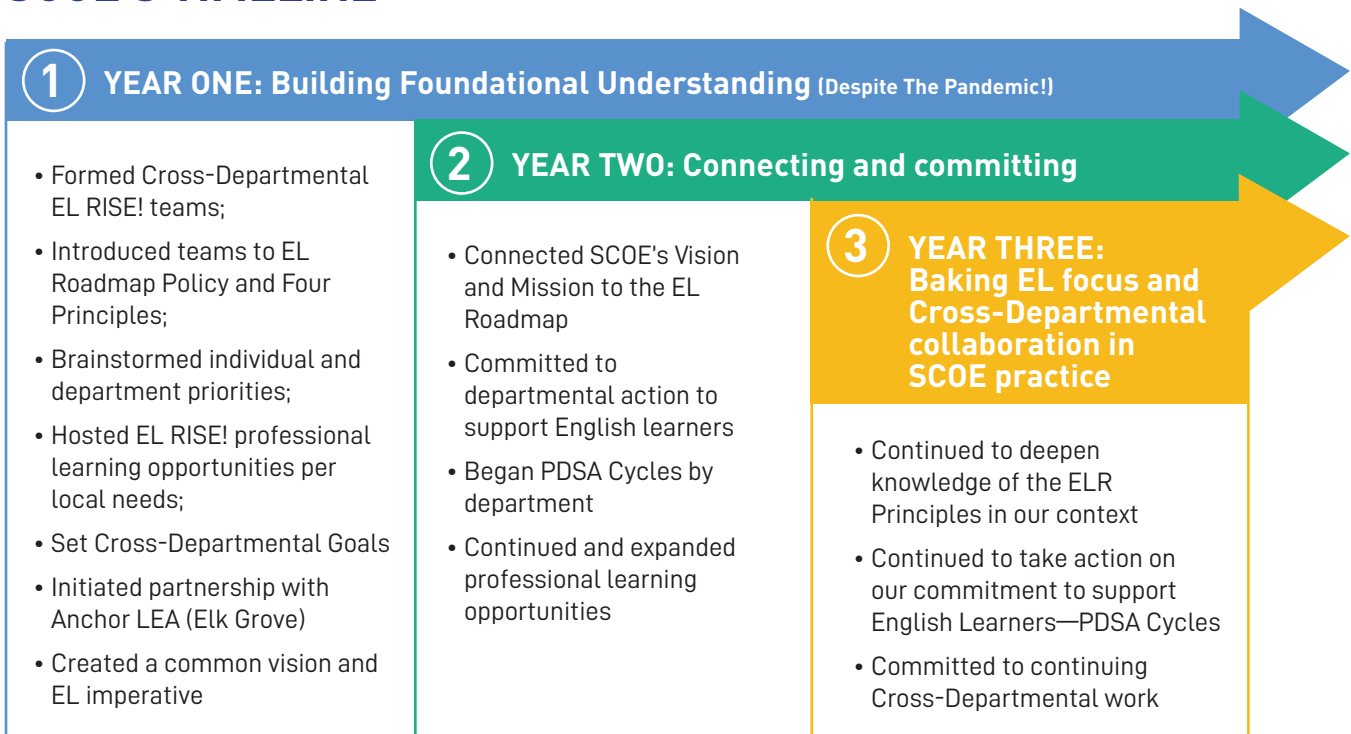 1 YEAR ONE: Building Foundational Understanding (Despite The Pandemic!)
• Formed Cross-Departmental
EL RISE! teams;
• Introduced teams to EL
Roadmap Policy and Four
Principles;
• Brainstormed individual and
department priorities;
• Hosted EL RISE! professional
learning opportunities per
local needs;
• Set Cross-Departmental Goals
• Initiated partnership with
Anchor LEA (Elk Grove)
• Created a common vision and
EL imperative
2 YEAR TWO: Connecting and committing
• Connected SCOE's Vision
and Mission to the EL
Roadmap
• Committed to
departmental action to
support English learners
• Began PDSA Cycles by
department
• Continued and expanded
professional learning
opportunities
3 YEAR THREE:
Baking EL focus and
Cross-Departmental
collaboration in
SCOE practice
• Continued to deepen
knowledge of the ELR
Principles in our context
• Continued to take action on
our commitment to support
English Learners—PDSA Cycles
• Committed to continuing
Cross-Departmental work